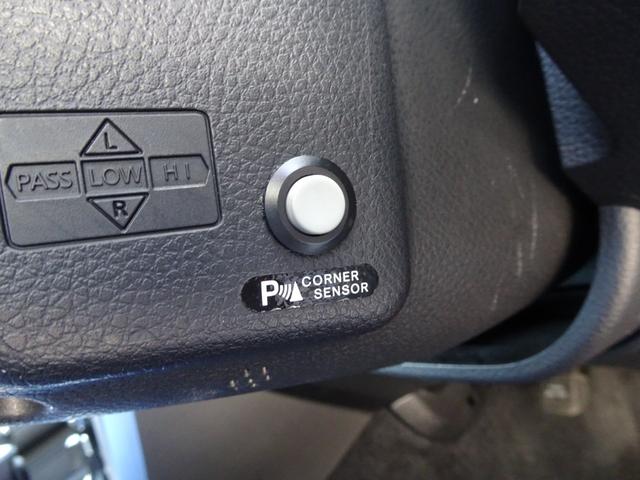 L
PASS LOW HI
R
P CORNER
SENSOR